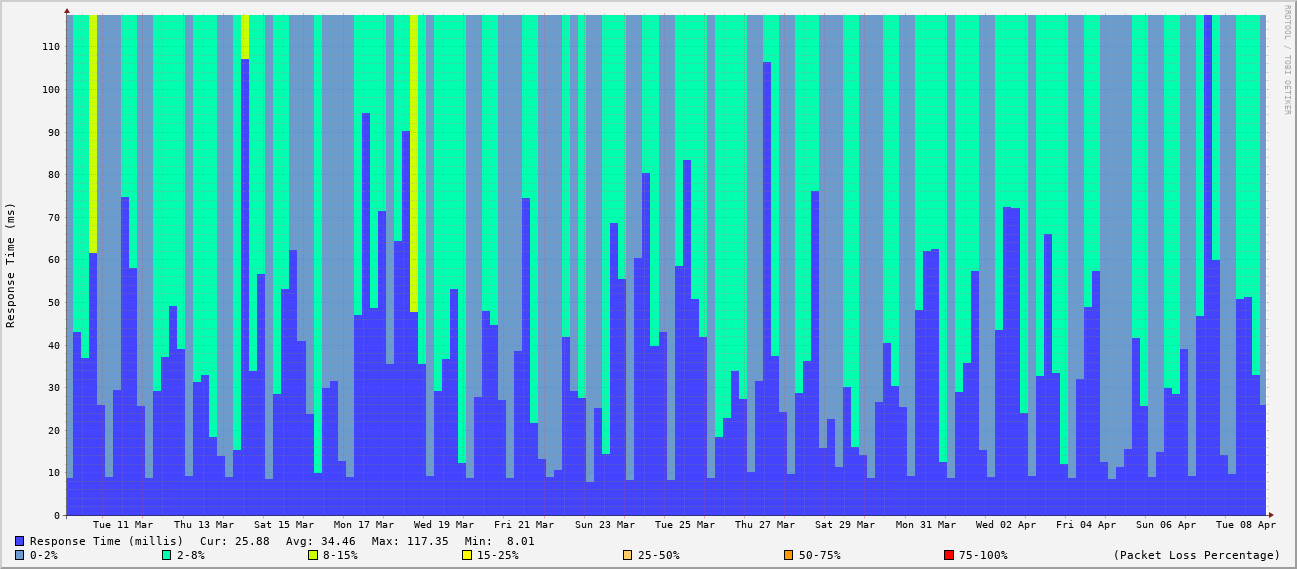 RRDTOOL / TOBI OETIKER
Response Time (ms)
110
100
90
80
70
60
50
40
30
20
10
0
Tue 11 Mar Thu 13 Mar Sat 15 Mar Mon 17 Mar Wed 19 Mar Fri 21 Mar Sun 23 Mar Tue 25 Mar Thu 27 Mar Sat 29 Mar Mon 31 Mar Wed 02 Apr Fri 04 Apr Sun 06 Apr Tue 08 Apr
Response Time (millis) Cur: 25.88 Avg: 34.46 Max: 117.35 Min: 8.01
0-2% 2-8% 8-15% 15-25% 25-50% 50-75% 75-100% (Packet Loss Percentage)